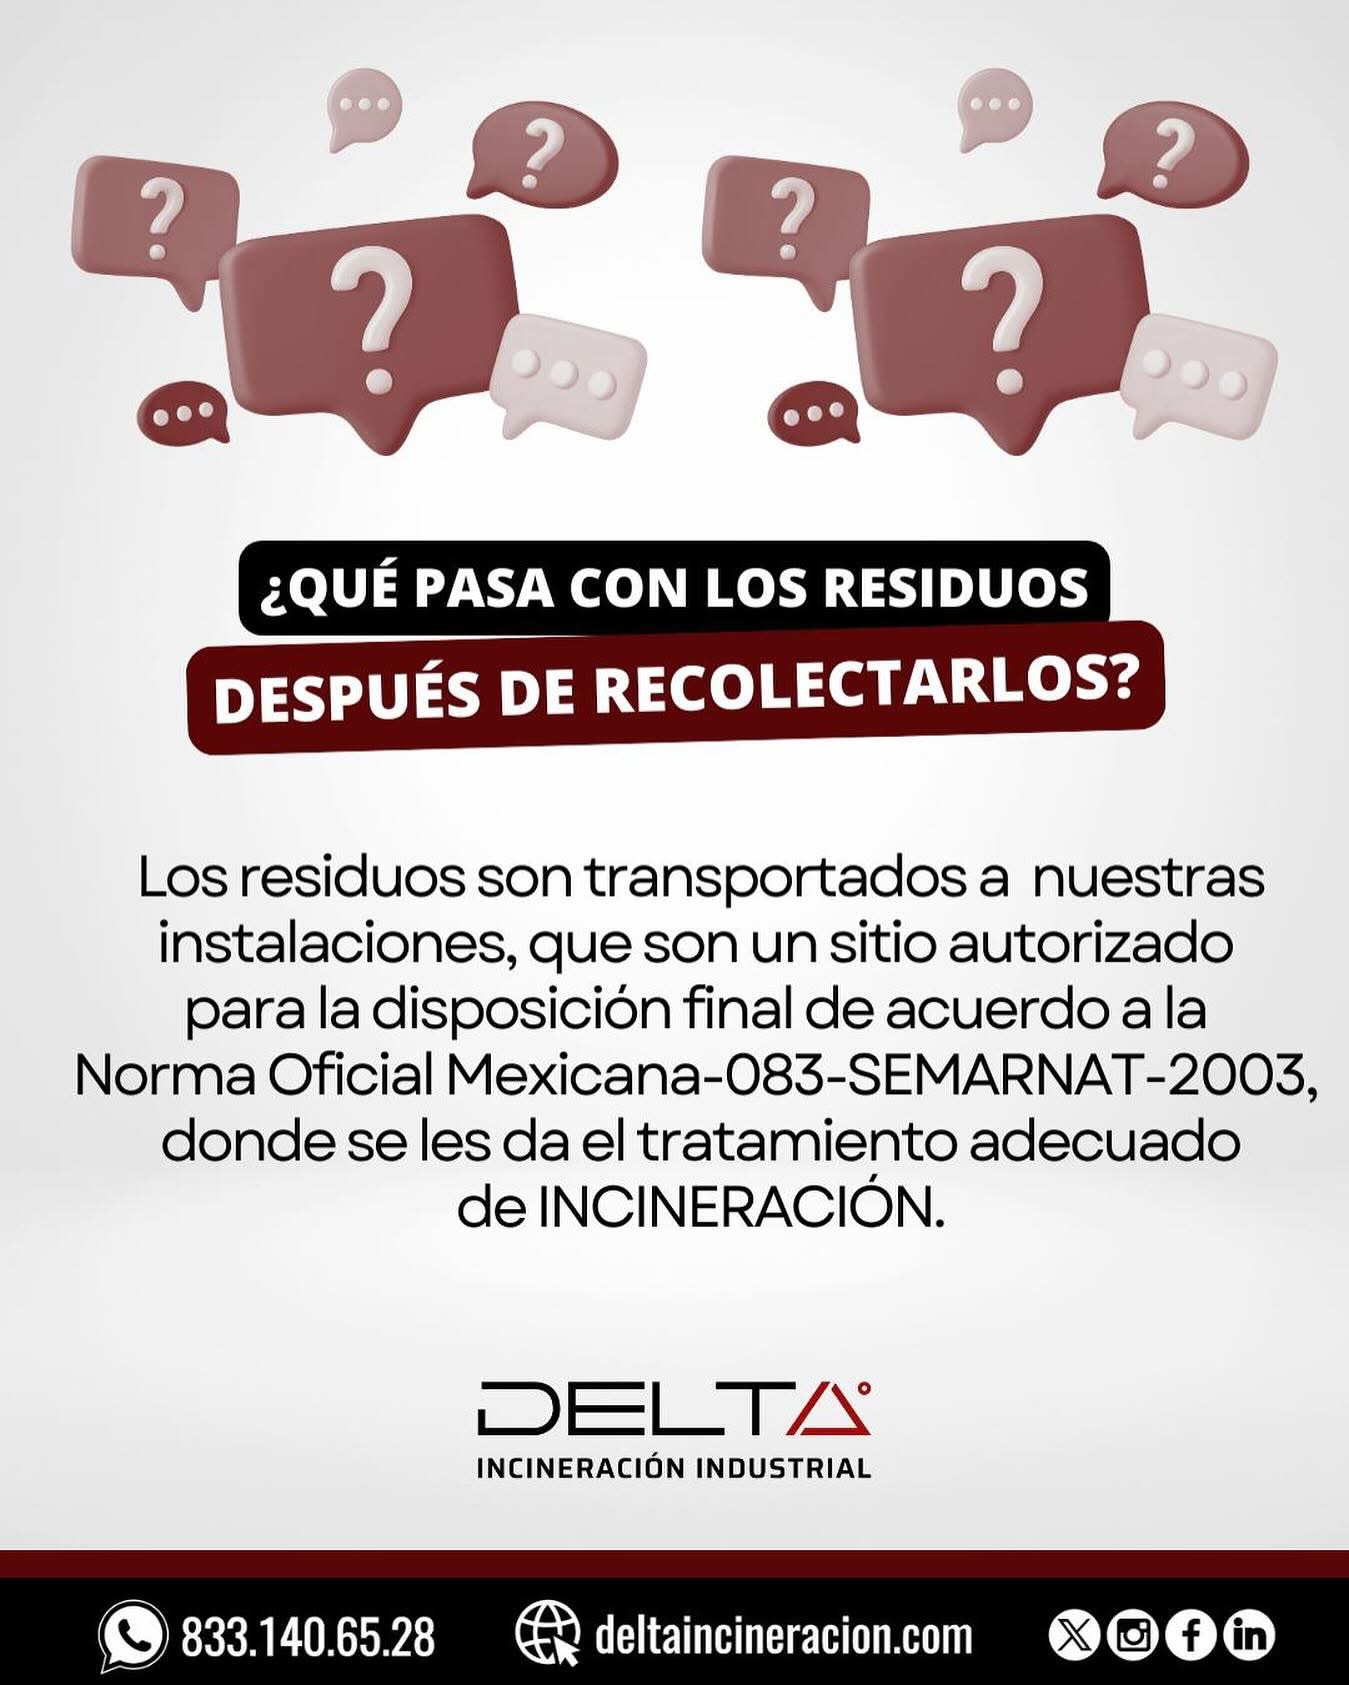 ¿QUÉ PASA CON LOS RESIDUOS
DESPUÉS DE RECOLECTARLOS?
Los residuos son transportados a nuestras
instalaciones, que son un sitio autorizado
para la disposición final de acuerdo a la
Norma Oficial Mexicana-083-SEMARNAT-2003,
donde se les da el tratamiento adecuado
de INCINERACIÓN.
DELTA
INCINERACIÓN INDUSTRIAL
833.140.65.28 deltaincineracion.com